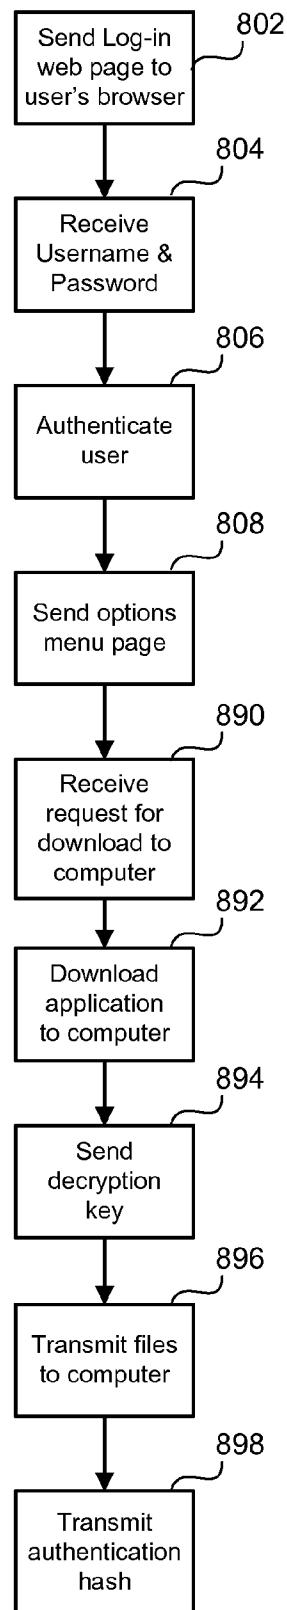 802
Send Log-in
web page to
user's browser
804
Receive
Username &
Password
806
Authenticate
user
808
Send options
menu page
890
Receive
request for
download to
computer
892
Download
application
to computer
894
Send
decryption
key
896
Transmit files
to computer
898
Transmit
authentication
hash